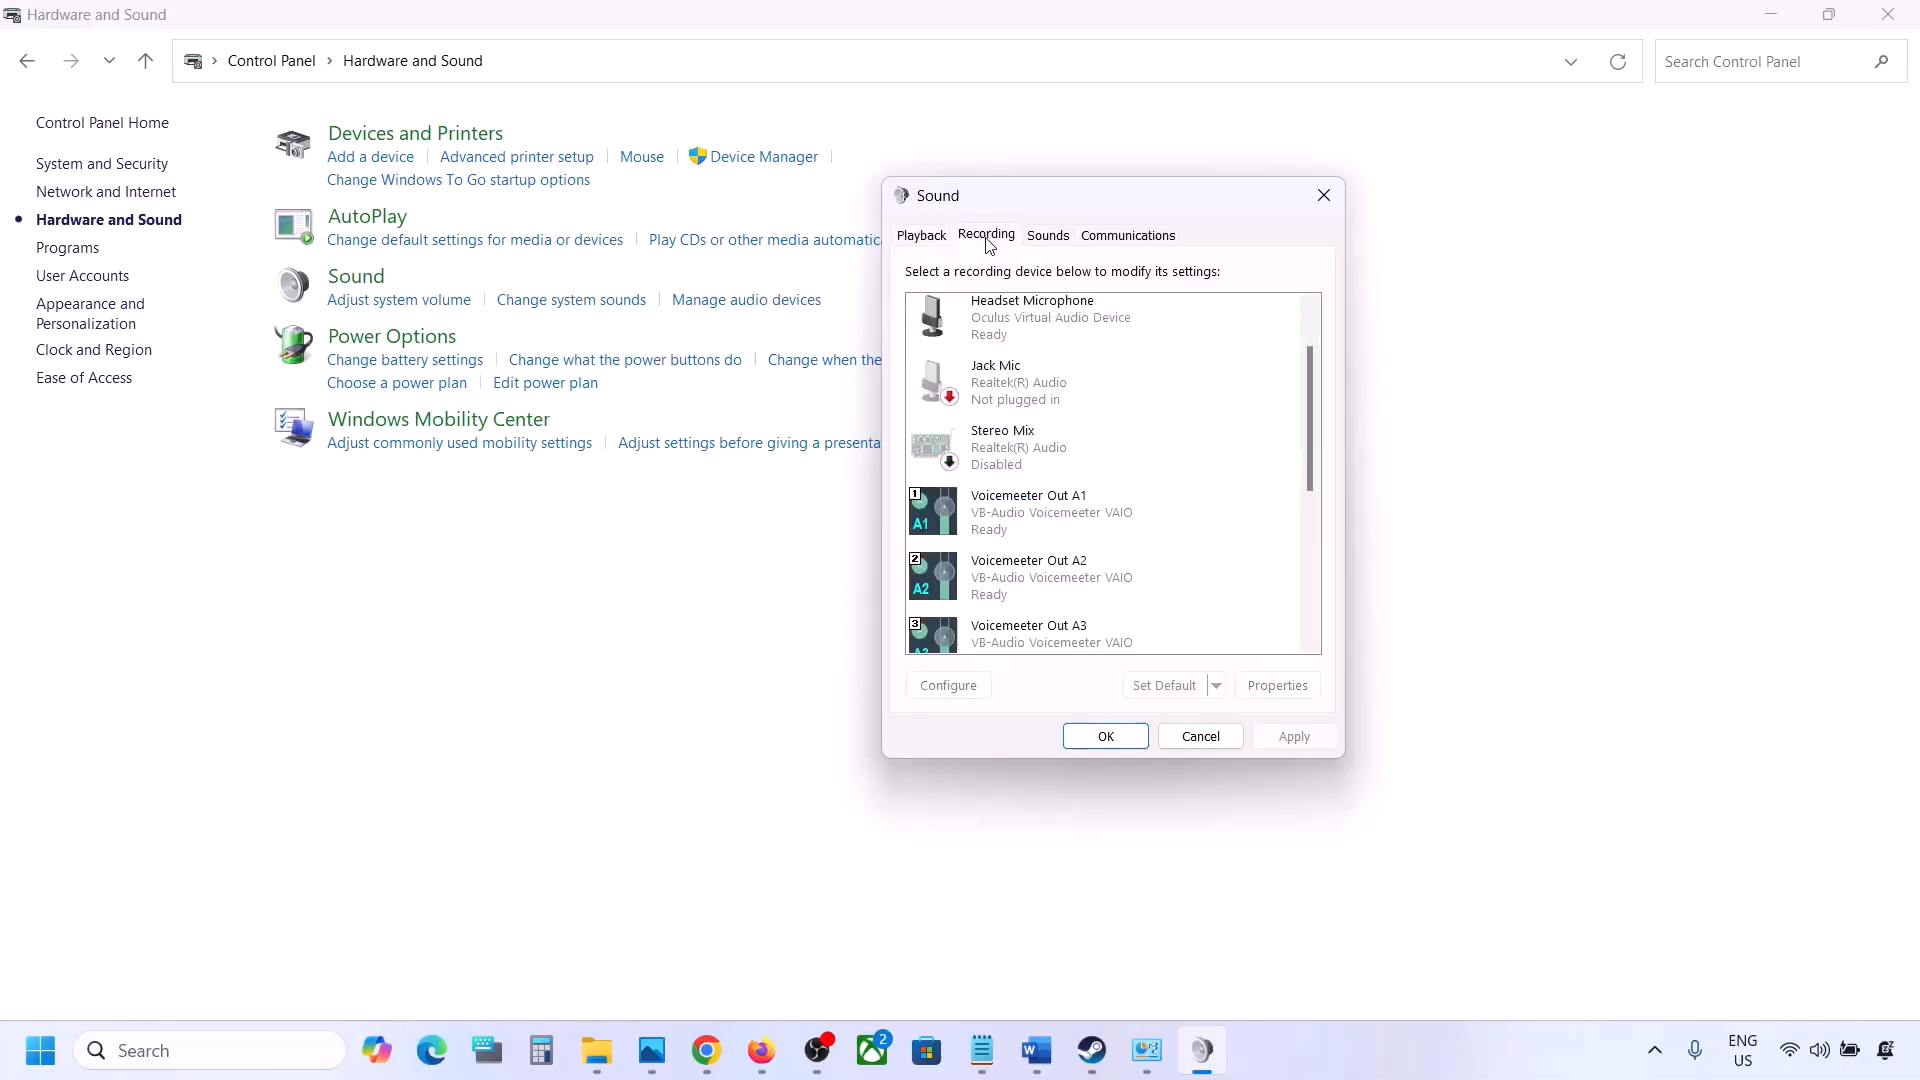 Hardware and Sound
Control Panel › Hardware and Sound
Search Control Panel
Control Panel Home
System and Security
Network and Internet
Hardware and Sound
Programs
User Accounts
Appearance and
Personalization
Clock and Region
Ease of Access
Devices and Printers
Add a device
Advanced printer setup
Mouse
Device Manager
Change Windows To Go startup options
AutoPlay
Change default settings for media or devices
Play CDs or other media automatic
Sound
Adjust system volume
Change system sounds
Manage audio devices
Power Options
Change battery settings
Change what the power buttons do
Change when the
Choose a power plan
Edit power plan
Windows Mobility Center
Adjust commonly used mobility settings
Adjust settings before giving a presenta
Sound
Playback
Recording
Sounds
Communications
Select a recording device below to modify its settings:
Headset Microphone
Oculus Virtual Audio Device
Ready
Jack Mic
Realtek(R) Audio
Not plugged in
Stereo Mix
Realtek(R) Audio
Disabled
1
A1
Voicemeeter Out A1
VB-Audio Voicemeeter VAIO
Ready
2
A2
Voicemeeter Out A2
VB-Audio Voicemeeter VAIO
Ready
3
A3
Voicemeeter Out A3
VB-Audio Voicemeeter VAIO
Configure
Set Default
Properties
OK
Cancel
Apply
Search
2
ENG
US